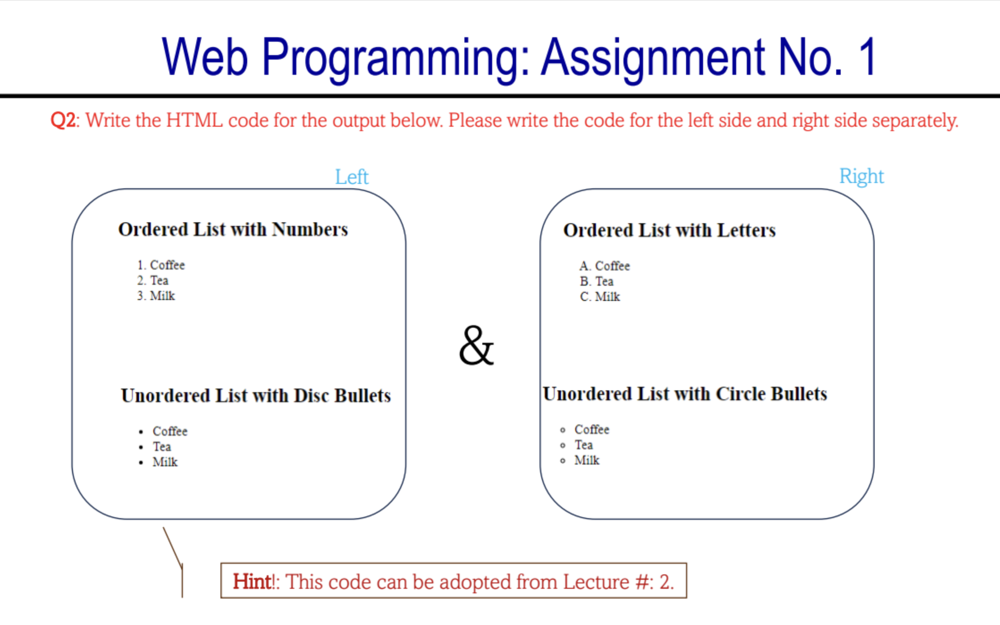 Web Programming: Assignment No. 1
Q2: Write the HTML code for the output below. Please write the code for the left side and right side separately.
Left
Ordered List with Numbers
1. Coffee
2. Tea
3. Milk
Unordered List with Disc Bullets
• Coffee
• Tea
• Milk
&
Right
Ordered List with Letters
A. Coffee
B. Tea
C. Milk
Unordered List with Circle Bullets
◦ Coffee
◦ Tea
◦ Milk
Hint!: This code can be adopted from Lecture #: 2.